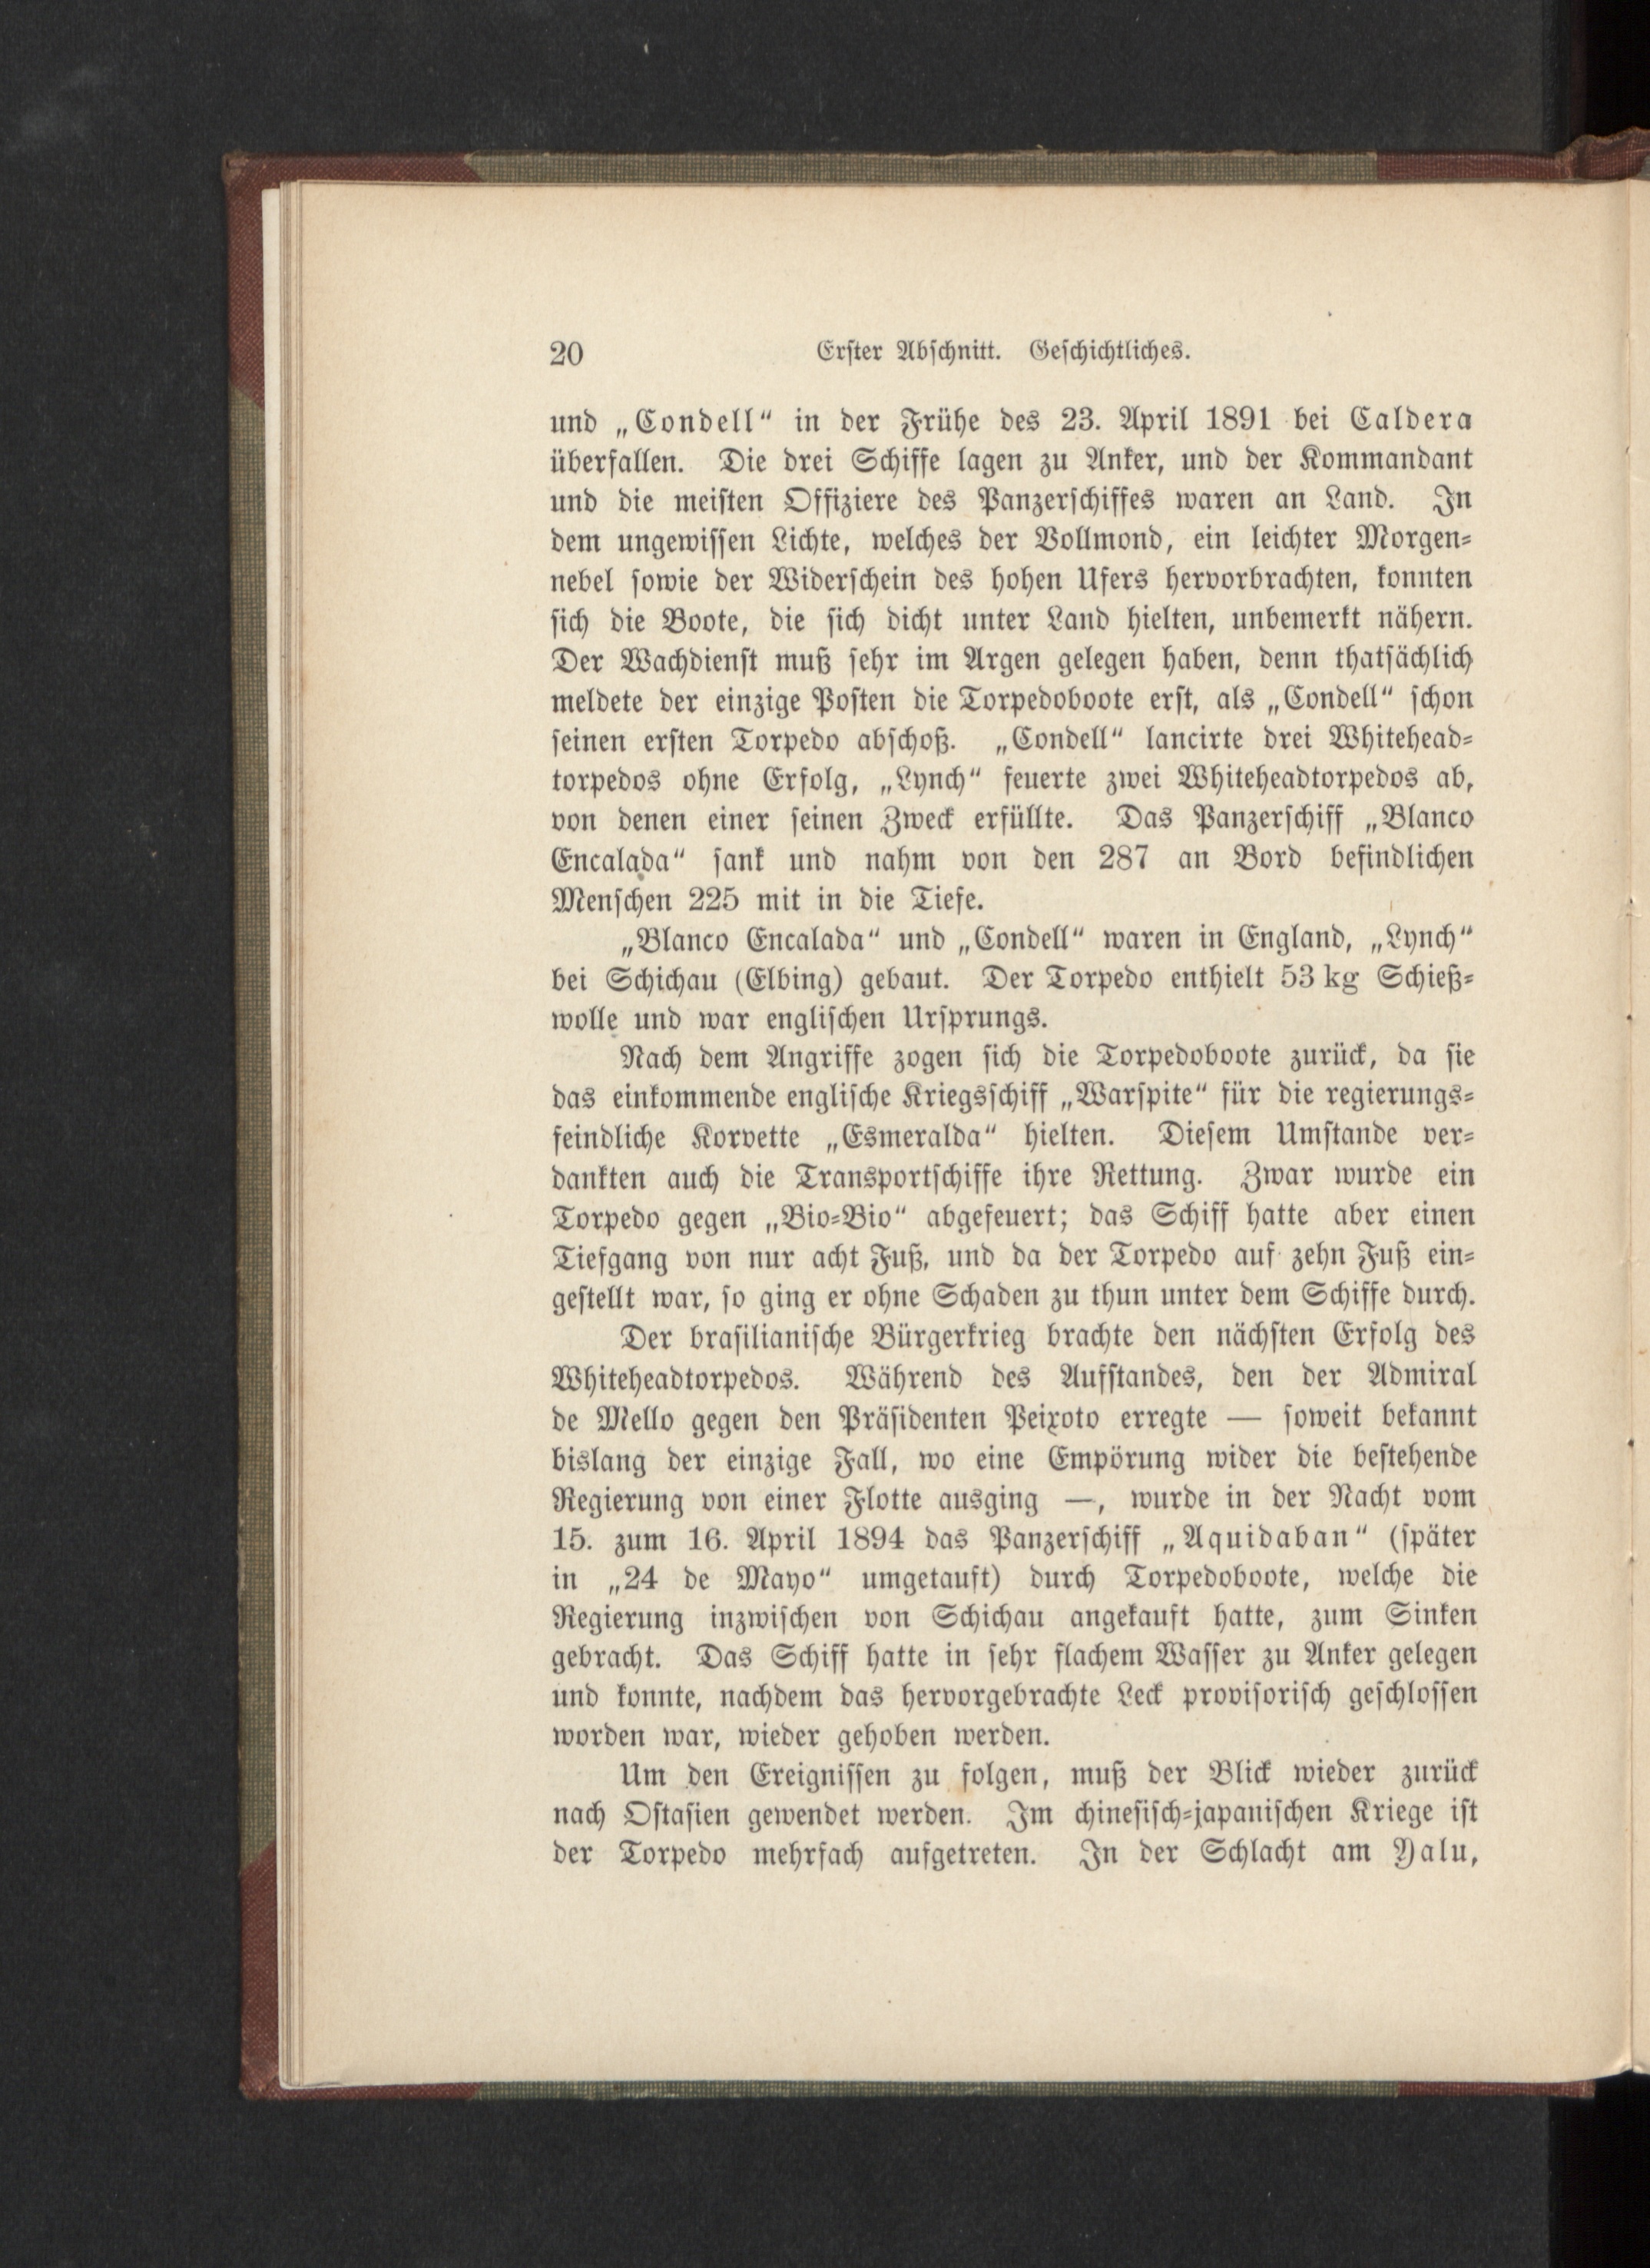 20 Erster Abschnitt. Geschichtliches.
und „Condell“ in der Frühe des 23. April 1891 bei Caldera
überfallen. Die drei Schiffe lagen zu Anker, und der Kommandant
und die meisten Offiziere des Panzerschiffes waren an Land. In
dem ungewissen Lichte, welches der Vollmond, ein leichter Morgen-
nebel sowie der Widerschein des hohen Ufers hervorbrachten, konnten
sich die Boote, die sich dicht unter Land hielten, unbemerkt nähern.
Der Wachdienst muß sehr im Argen gelegen haben, denn thatsächlich
meldete der einzige Posten die Torpedoboote erst, als „Condell“ schon
seinen ersten Torpedo abschoß. „Condell“ lancirte drei Whitehead-
torpedos ohne Erfolg, „Lynch“ feuerte zwei Whiteheadtorpedos ab,
von denen einer seinen Zweck erfüllte. Das Panzerschiff „Blanco
Encalada“ sank und nahm von den 287 an Bord befindlichen
Menschen 225 mit in die Tiefe.
„Blanco Encalada“ und „Condell“ waren in England, „Lynch“
bei Schichau (Elbing) gebaut. Der Torpedo enthielt 53 kg Schieß-
wolle und war englischen Ursprungs.
Nach dem Angriffe zogen sich die Torpedoboote zurück, da sie
das einkommende englische Kriegsschiff „Warspite“ für die regierungs-
feindliche Korvette „Esmeralda“ hielten. Diesem Umstande ver-
dankten auch die Transportschiffe ihre Rettung. Zwar wurde ein
Torpedo gegen „Bio-Bio“ abgefeuert; das Schiff hatte aber einen
Tiefgang von nur acht Fuß, und da der Torpedo auf zehn Fuß ein-
gestellt war, so ging er ohne Schaden zu thun unter dem Schiffe durch.
Der brasilianische Bürgerkrieg brachte den nächsten Erfolg des
Whiteheadtorpedos. Während des Aufstandes, den der Admiral
de Mello gegen den Präsidenten Peixoto erregte — soweit bekannt
bislang der einzige Fall, wo eine Empörung wider die bestehende
Regierung von einer Flotte ausging —, wurde in der Nacht vom
15. zum 16. April 1894 das Panzerschiff „Aquidaban“ (später
in „24 de Mayo“ umgetauft) durch Torpedoboote, welche die
Regierung inzwischen von Schichau angekauft hatte, zum Sinken
gebracht. Das Schiff hatte in sehr flachem Wasser zu Anker gelegen
und konnte, nachdem das hervorgebrachte Leck provisorisch geschlossen
worden war, wieder gehoben werden.
Um den Ereignissen zu folgen, muß der Blick wieder zurück
nach Ostasien gewendet werden. Im chinesisch-japanischen Kriege ist
der Torpedo mehrfach aufgetreten. In der Schlacht am Yalu,